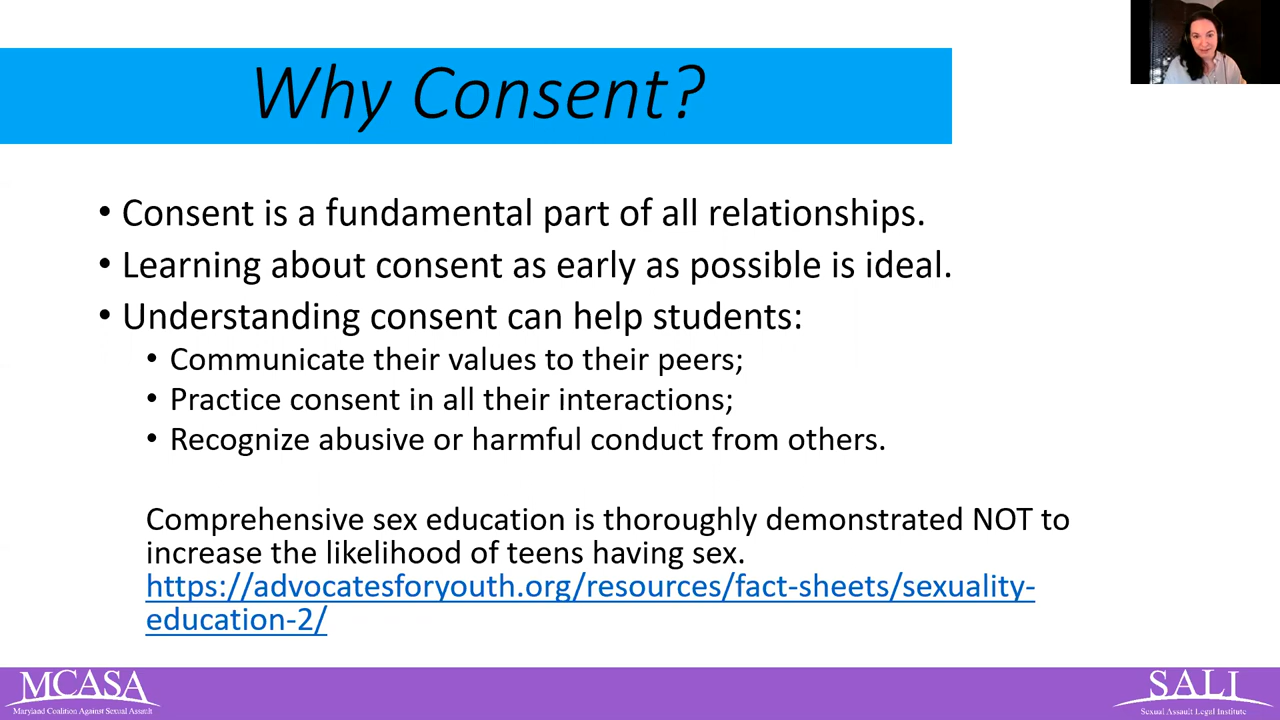 Why Consent?
• Consent is a fundamental part of all relationships.
• Learning about consent as early as possible is ideal.
• Understanding consent can help students:
• Communicate their values to their peers;
• Practice consent in all their interactions;
• Recognize abusive or harmful conduct from others.
Comprehensive sex education is thoroughly demonstrated NOT to
increase the likelihood of teens having sex.
https://advocatesforyouth.org/resources/fact-sheets/sexuality-
education-2/
MCASA
Maryland Coalition Against Sexual Assault
SALI
Sexual Assault Legal Institute